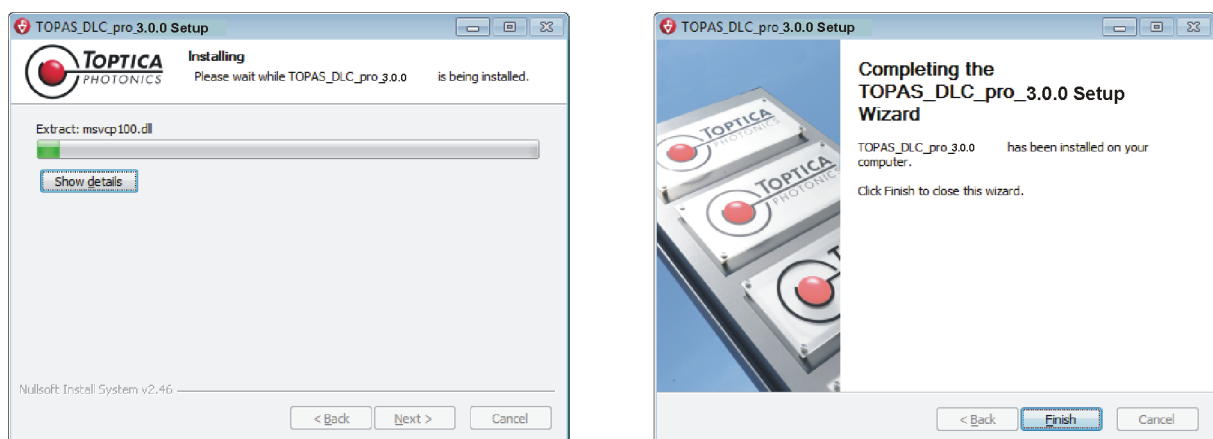 TOPAS_DLC_pro_3.0.0 Setup
TOPTICA
PHOTONICS
Installing
Please wait while TOPAS_DLC_pro_3.0.0 is being installed.
Extract: msvcp100.dll
Show details
Nullsoft Install System v2.46
< Back
Next >
Cancel
TOPAS_DLC_pro_3.0.0 Setup
TOPTICA
PHOTONICS
TOPTICA
PHOTONICS
Completing the
TOPAS_DLC_pro_3.0.0 Setup
Wizard
TOPAS_DLC_pro_3.0.0 has been installed on your
computer.
Click Finish to close this wizard.
< Back
Finish
Cancel